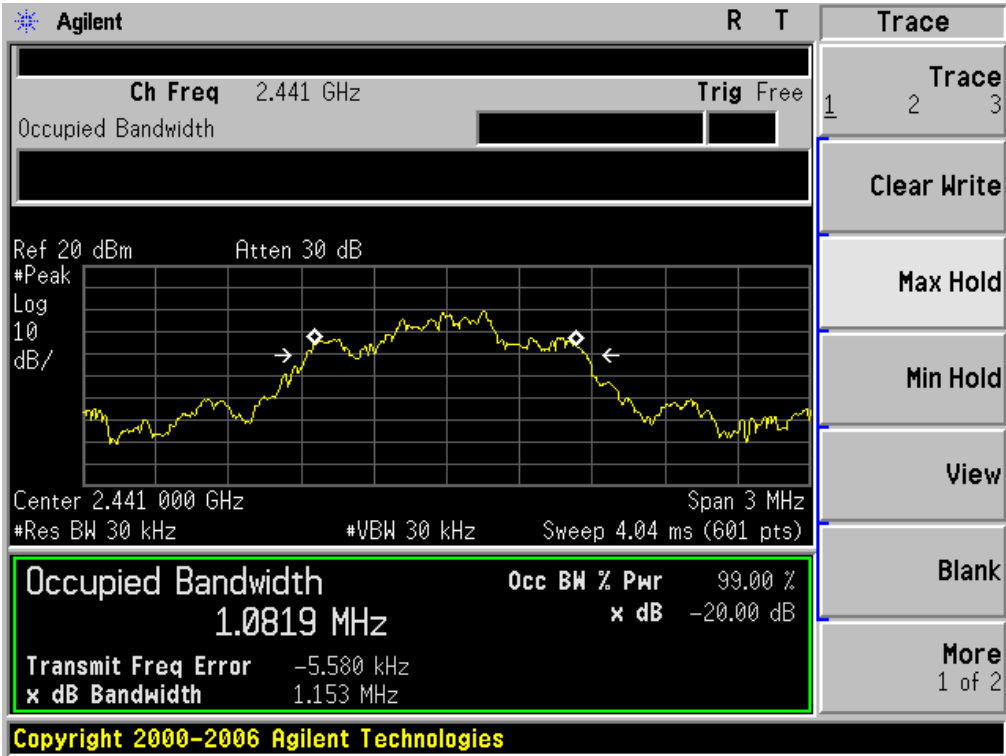 Agilent R T
Ch Freq 2.441 GHz Trig Free
Occupied Bandwidth
Ref 20 dBm Atten 30 dB
#Peak
Log
10
dB/
Center 2.441 000 GHz Span 3 MHz
#Res BW 30 kHz #VBW 30 kHz Sweep 4.04 ms (601 pts)
Occupied Bandwidth
1.0819 MHz
Occ BW % Pwr 99.00 %
x dB -20.00 dB
Transmit Freq Error -5.580 kHz
x dB Bandwidth 1.153 MHz
Copyright 2000-2006 Agilent Technologies
Trace
Trace
1 2 3
Clear Write
Max Hold
Min Hold
View
Blank
More
1 of 2